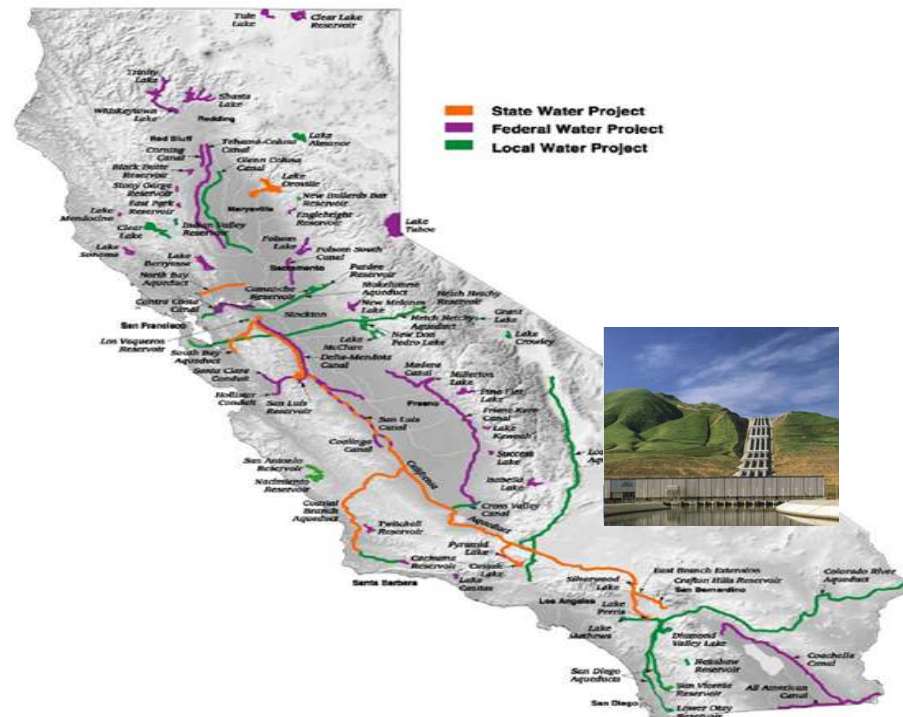 Tule
Lake
Clear Lake
Reservoir
Trinity
Lake
Shasta
Lake
Whiskeytown
Lake
Redding
State Water Project
Federal Water Project
Local Water Project
Red Bluff
Tehama-Colusa
Canal
Lake
Almanor
Corning
Canal
Glenn Colusa
Canal
Black Butte
Reservoir
Lake
Oroville
Stony Gorge
Reservoir
New Bullards Bar
Reservoir
East Park
Reservoir
Marysville
Englebright
Reservoir
Lake
Mendocino
Indian Valley
Reservoir
Clear
Lake
Lake
Tahoe
Folsom
Lake
Folsom South
Canal
Lake
Sonoma
Lake
Berryessa
Sacramento
Pardee
Reservoir
North Bay
Aqueduct
Camanche
Reservoir
Mokelumne
Aqueduct
Hetch Hetchy
Reservoir
Contra Costa
Canal
New Melones
Lake
Grant
Lake
Stockton
Hetch Hetchy
Aqueduct
San Francisco
New Don
Pedro Lake
Lake
Crowley
Los Vaqueros
Reservoir
Lake
McClure
South Bay
Aqueduct
Delta-Mendota
Canal
Madera
Canal
Millerton
Lake
Santa Clara
Conduit
Pine Flat
Lake
Hollister
Conduit
San Luis
Reservoir
Fresno
Friant-Kern
Canal
San Luis
Canal
Lake
Kaweah
Coalinga
Canal
Success
Lake
Los
Aq
San Antonio
Reservoir
California
Isabella
Lake
Nacimiento
Reservoir
Cross Valley
Canal
Coastal
Branch
Aqueduct
Aqueduct
Twitchell
Reservoir
Pyramid
Lake
Cachuma
Reservoir
Castaic
Lake
East Branch Extension
Colorado River
Aqueduct
Santa Barbara
Lake
Casitas
Silverwood
Lake
Crafton Hills Reservoir
San Bernardino
Los Angeles
Lake
Perris
Lake
Mathews
Diamond
Valley Lake
Coachella
Canal
Henshaw
Reservoir
San Diego
Aqueducts
San Vicente
Reservoir
All American
Canal
San Diego
Lower Otay
Reservoir